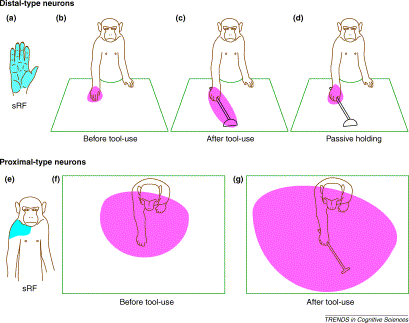 Distal-type neurons
(a) (b) (c) (d)
sRF
Before tool-use After tool-use Passive holding
Proximal-type neurons
(e) (f) (g)
sRF
Before tool-use After tool-use
TRENDS in Cognitive Sciences